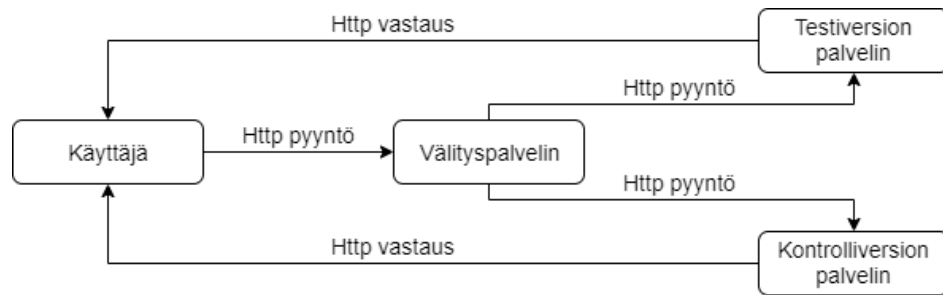 Http vastaus
Testiversion
palvelin
Http pyyntö
Käyttäjä
Http pyyntö
Välityspalvelin
Http pyyntö
Http vastaus
Kontrolliversion
palvelin